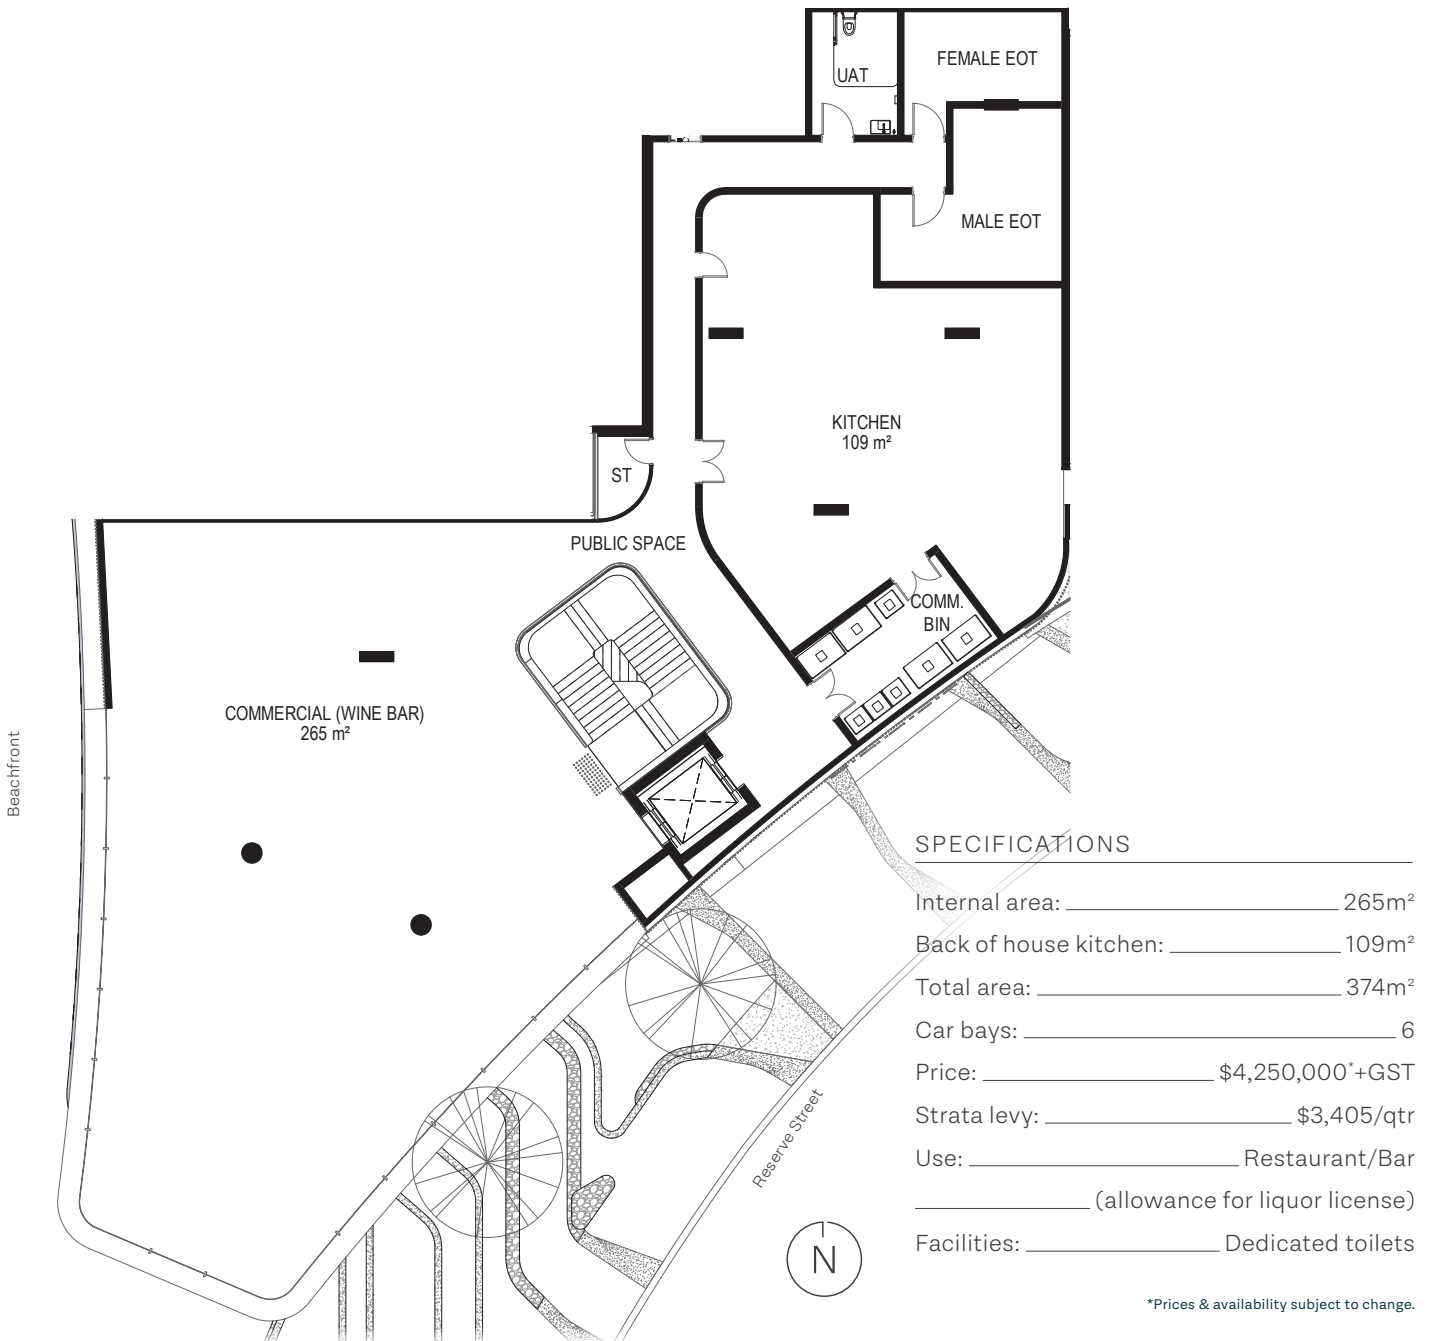 UAT
FEMALE EOT
MALE EOT
KITCHEN
109 m²
ST
PUBLIC SPACE
COMM.
BIN
COMMERCIAL (WINE BAR)
265 m²
Beachfront
Reserve Street
N
SPECIFICATIONS
Internal area: 265m²
Back of house kitchen: 109m²
Total area: 374m²
Car bays: 6
Price: $4,250,000*+GST
Strata levy: $3,405/qtr
Use: Restaurant/Bar
(allowance for liquor license)
Facilities: Dedicated toilets
*Prices & availability subject to change.